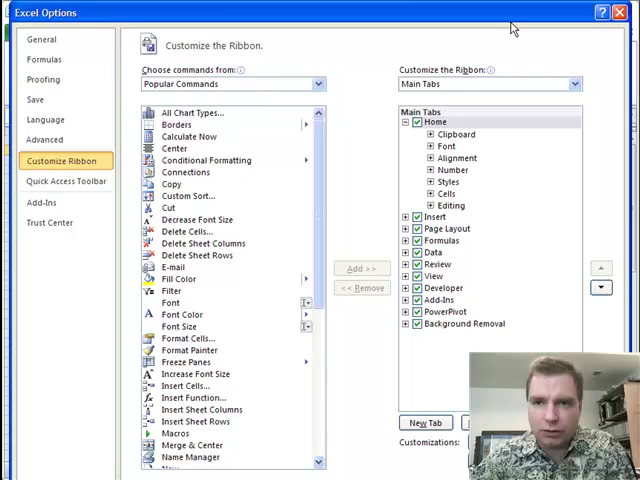 Excel Options
General
Formulas
Proofing
Save
Language
Advanced
Customize Ribbon
Quick Access Toolbar
Add-Ins
Trust Center
Customize the Ribbon.
Choose commands from:
Popular Commands
All Chart Types...
Borders
Calculate Now
Center
Conditional Formatting
Connections
Copy
Custom Sort...
Cut
Decrease Font Size
Delete Cells...
Delete Sheet Columns
Delete Sheet Rows
E-mail
Fill Color
Filter
Font
Font Color
Font Size
Format Cells...
Format Painter
Freeze Panes
Increase Font Size
Insert Cells...
Insert Function...
Insert Sheet Columns
Insert Sheet Rows
Macros
Merge & Center
Name Manager
Add >>
<< Remove
Customize the Ribbon:
Main Tabs
Main Tabs
Home
Clipboard
Font
Alignment
Number
Styles
Cells
Editing
Insert
Page Layout
Formulas
Data
Review
View
Developer
Add-Ins
PowerPivot
Background Removal
New Tab
Customizations: